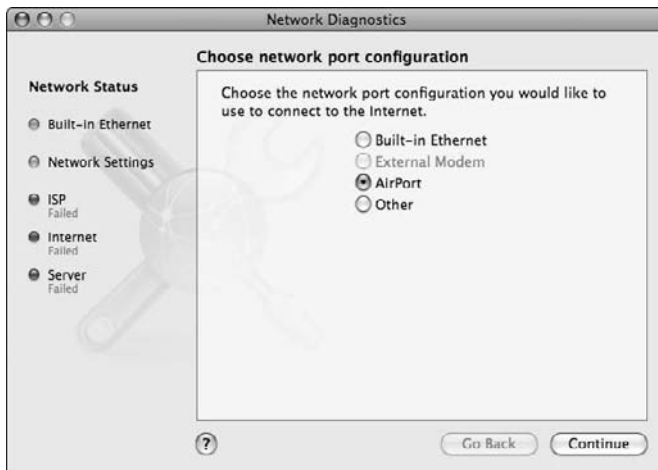 Network Diagnostics
Choose network port configuration
Network Status
Built-in Ethernet
Network Settings
ISP
Failed
Internet
Failed
Server
Failed
Choose the network port configuration you would like to
use to connect to the Internet.
Built-in Ethernet
External Modem
AirPort
Other
?
Go Back
Continue